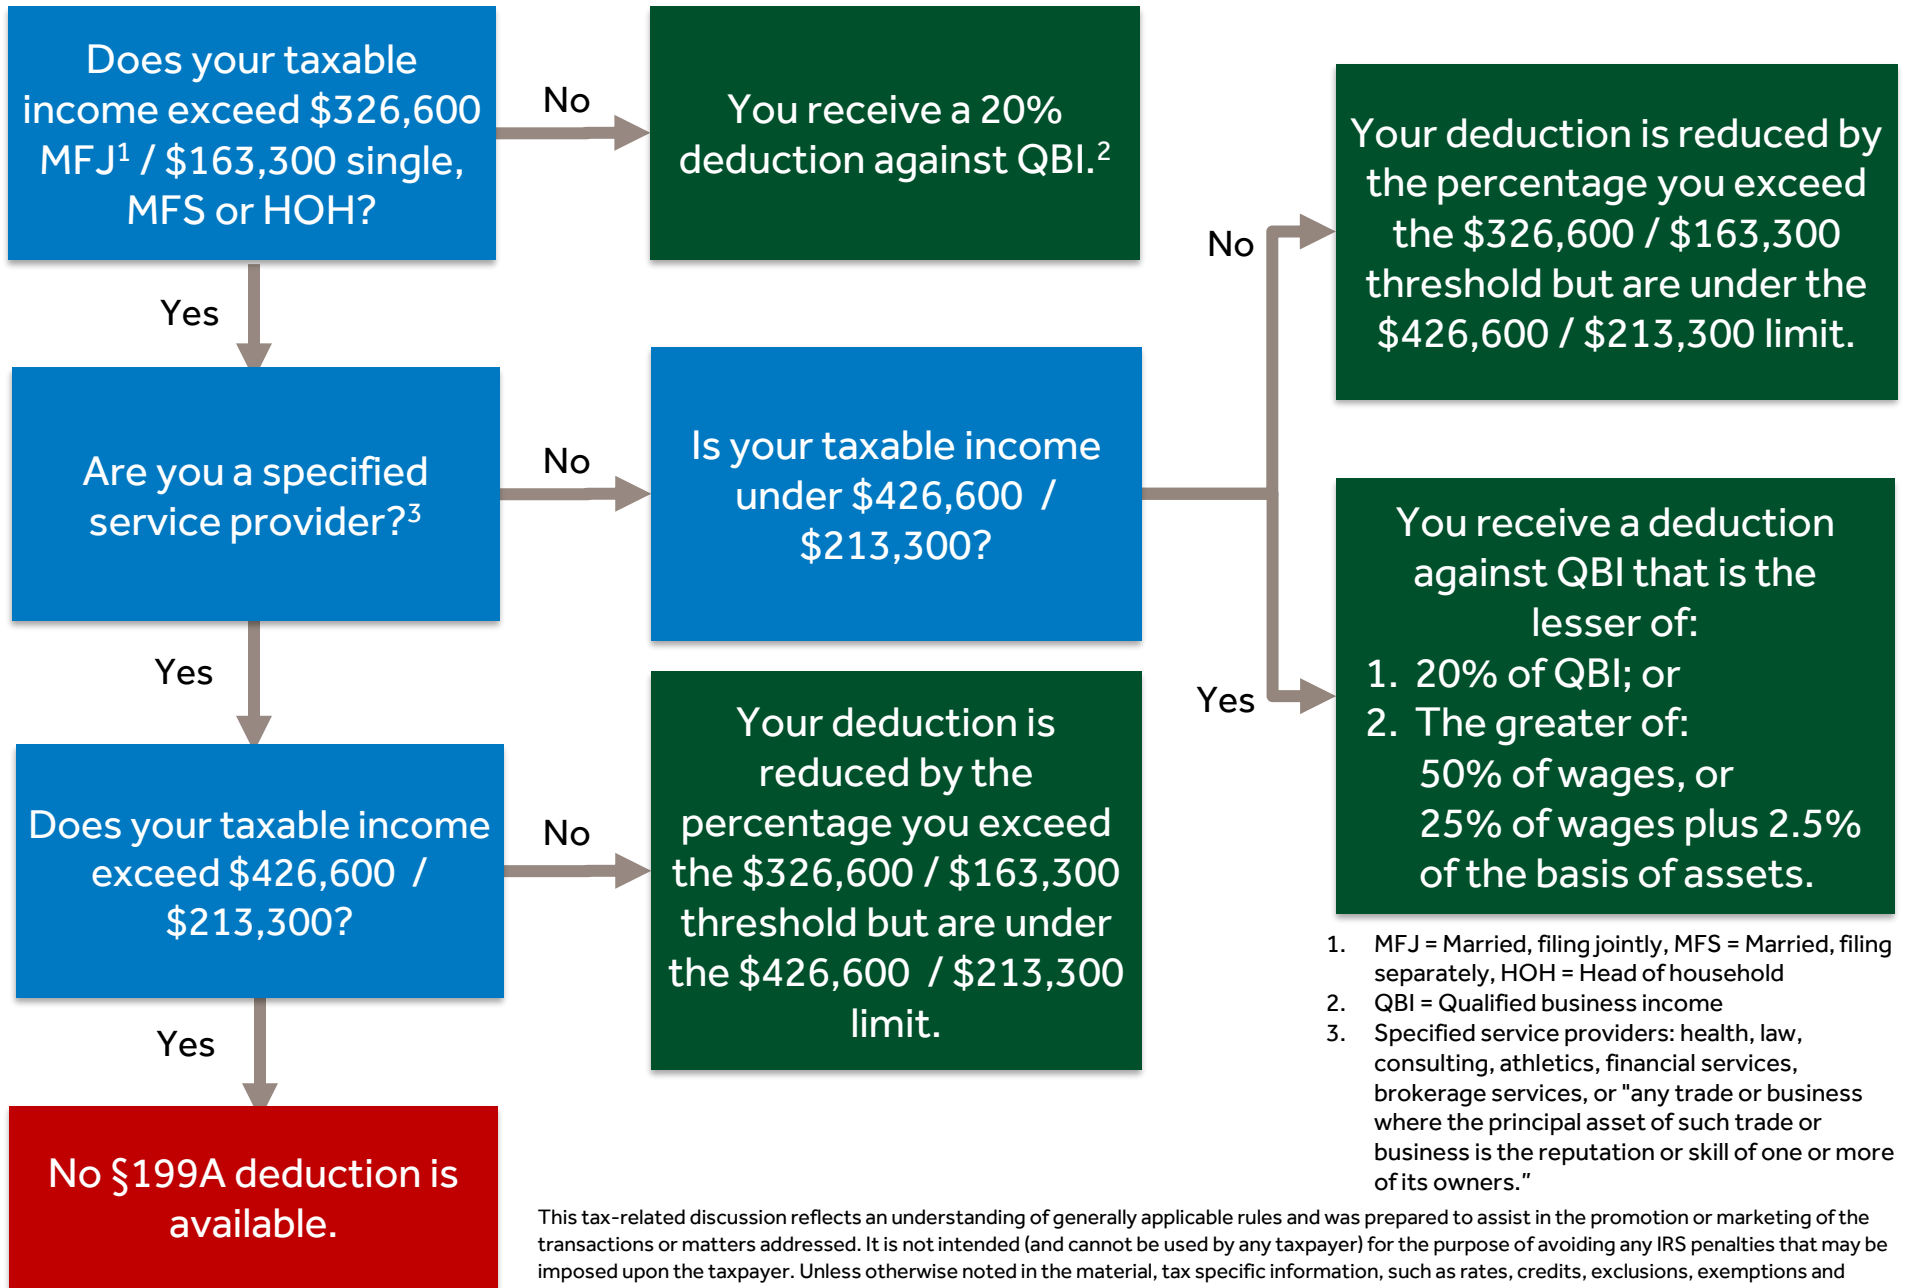 Does your taxable
income exceed $326,600
MFJ¹ / $163,300 single,
MFS or HOH?
No
You receive a 20%
deduction against QBI.²
Yes
Are you a specified
service provider?³
No
Is your taxable income
under $426,600 /
$213,300?
No
Your deduction is reduced by
the percentage you exceed
the $326,600 / $163,300
threshold but are under the
$426,600 / $213,300 limit.
Yes
You receive a deduction
against QBI that is the
lesser of:
1. 20% of QBI; or
2. The greater of:
50% of wages, or
25% of wages plus 2.5%
of the basis of assets.
Yes
Does your taxable income
exceed $426,600 /
$213,300?
No
Your deduction is
reduced by the
percentage you exceed
the $326,600 / $163,300
threshold but are under
the $426,600 / $213,300
limit.
Yes
No §199A deduction is
available.
1. MFJ = Married, filing jointly, MFS = Married, filing
separately, HOH = Head of household
2. QBI = Qualified business income
3. Specified service providers: health, law,
consulting, athletics, financial services,
brokerage services, or "any trade or business
where the principal asset of such trade or
business is the reputation or skill of one or more
of its owners.”
This tax-related discussion reflects an understanding of generally applicable rules and was prepared to assist in the promotion or marketing of the
transactions or matters addressed. It is not intended (and cannot be used by any taxpayer) for the purpose of avoiding any IRS penalties that may be
imposed upon the taxpayer. Unless otherwise noted in the material, tax specific information, such as rates, credits, exclusions, exemptions and